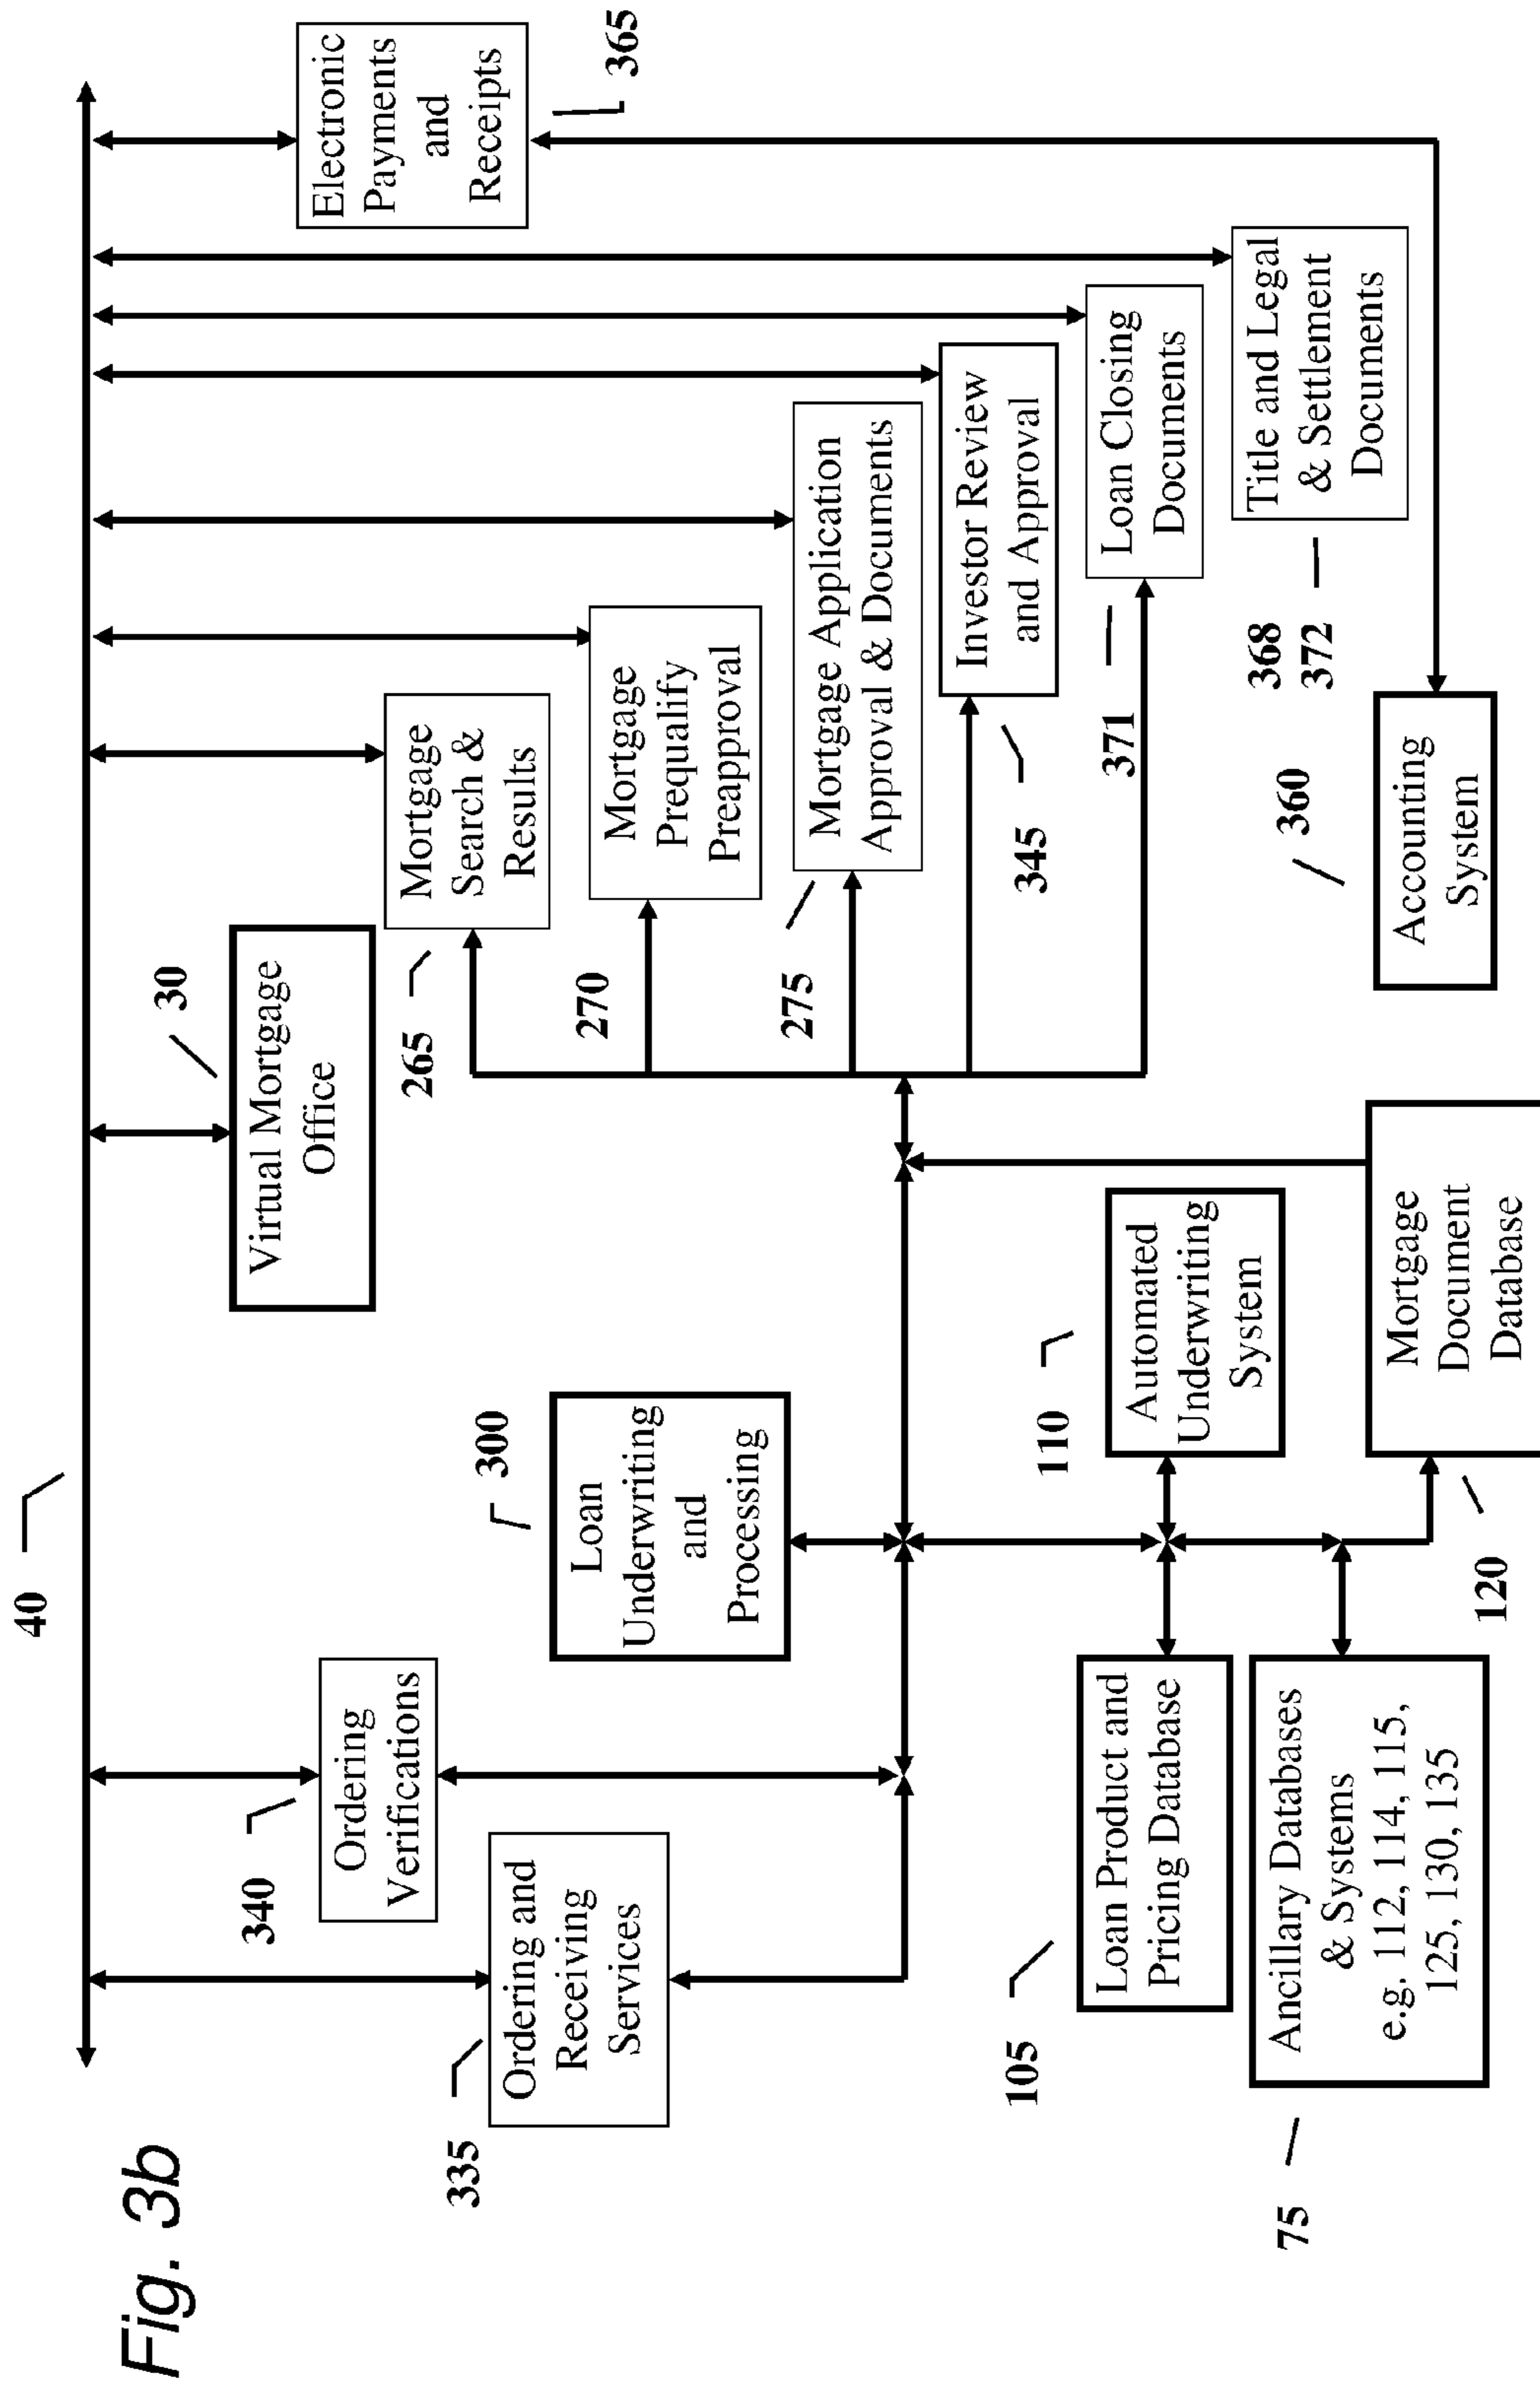 Fig. 3b
40
30
Virtual Mortgage
Office
Electronic
Payments
and
Receipts
365
340
Ordering
Verifications
335
Ordering and
Receiving
Services
300
Loan
Underwriting
and
Processing
265
Mortgage
Search &
Results
270
Mortgage
Prequalify
Preapproval
275
Mortgage Application
Approval & Documents
345
Investor Review
and Approval
371
Loan Closing
Documents
368
372
Title and Legal
& Settlement
Documents
360
Accounting
System
105
Loan Product and
Pricing Database
110
Automated
Underwriting
System
75
Ancillary Databases
& Systems
e.g. 112, 114, 115,
125, 130, 135
120
Mortgage
Document
Database